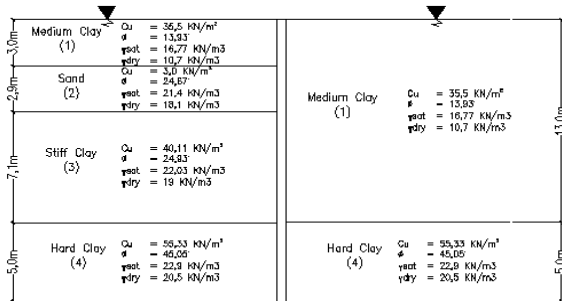 3,0m
Medium Clay
(1)
Cu = 35,5 KN/m²
ø = 13,93°
γsat = 16,77 KN/m3
γdry = 10,7 KN/m3
2,9m
Sand
(2)
Cu = 3,0 KN/m²
ø = 24,67°
γsat = 21,4 KN/m3
γdry = 18,1 KN/m3
7,1m
Stiff Clay
(3)
Cu = 40,11 KN/m²
ø = 24,93°
γsat = 22,03 KN/m3
γdry = 19 KN/m3
5,0m
Hard Clay
(4)
Cu = 55,33 KN/m²
ø = 45,05°
γsat = 22,9 KN/m3
γdry = 20,5 KN/m3
Medium Clay
(1)
Cu = 35,5 KN/m²
ø = 13,93°
γsat = 16,77 KN/m3
γdry = 10,7 KN/m3
13,0m
Hard Clay
(4)
Cu = 55,33 KN/m²
ø = 45,05°
γsat = 22,9 KN/m3
γdry = 20,5 KN/m3
5,0m